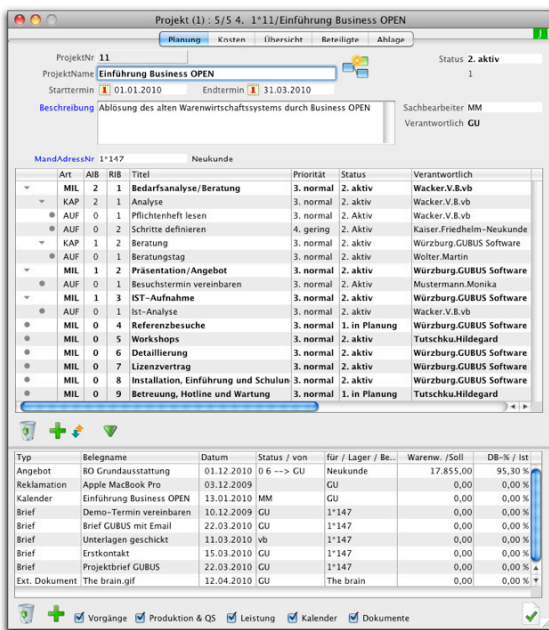 Projekt (1) : 5/5 4.  1*11/Einführung Business OPEN
Planung Kosten Übersicht Beteiligte Ablage
ProjektNr 11 Status 2. aktiv
ProjektName Einführung Business OPEN 1
Starttermin 1 01.01.2010 Endtermin 1 31.03.2010
Beschreibung Ablösung des alten Warenwirtschaftssystems durch Business OPEN Sachbearbeiter MM
Verantwortlich GU
MandAdressNr 1*147 Neukunde
Art AIB RIB Titel Priorität Status Verantwortlich
MIL 2 1 Bedarfsanalyse/Beratung 3. normal 2. aktiv Wacker.V.B.vb
KAP 2 1 Analyse 3. normal 2. aktiv Wacker.V.B.vb
AUF 0 1 Pflichtenheft lesen 3. normal 2. aktiv Wacker.V.B.vb
AUF 0 2 Schritte definieren 4. gering 2. aktiv Kaiser.Friedhelm-Neukunde
KAP 1 2 Beratung 3. normal 2. aktiv Würzburg.GUBUS Software
AUF 0 1 Beratungstag 3. normal 2. aktiv Wolter.Martin
MIL 1 2 Präsentation/Angebot 3. normal 2. aktiv Würzburg.GUBUS Software
AUF 0 1 Besuchstermin vereinbaren 3. normal 2. aktiv Mustermann.Monika
MIL 1 3 IST-Aufnahme 3. normal 2. aktiv Würzburg.GUBUS Software
AUF 0 1 Ist-Analyse 3. normal 2. aktiv Wacker.V.B.vb
MIL 0 4 Referenzbesuche 3. normal 1. in Planung Würzburg.GUBUS Software
MIL 0 5 Workshops 3. normal 2. aktiv Tutschku.Hildegard
MIL 0 6 Detaillierung 3. normal 2. aktiv Würzburg.GUBUS Software
MIL 0 7 Lizenzvertrag 3. normal 2. aktiv Würzburg.GUBUS Software
MIL 0 8 Installation, Einführung und Schulun 3. normal 2. aktiv Würzburg.GUBUS Software
MIL 0 9 Betreuung, Hotline und Wartung 3. normal 1. in Planung Tutschku.Hildegard
Typ Belegname Datum Status / von für / Lager / Be... Warenw. /Soll DB-% / Ist
Angebot BO Grundausstattung 01.12.2010 0 6 --> GU Neukunde 17.855,00 95,30 %
Reklamation Apple MacBook Pro 03.12.2009 GU 0,00 0,00 %
Kalender Einführung Business OPEN 13.01.2010 MM GU 0,00 0,00 %
Brief Demo-Termin vereinbaren 10.12.2009 GU 1*147 0,00 0,00 %
Brief Brief GUBUS mit Email 22.03.2010 GU 1*147 0,00 0,00 %
Brief Unterlagen geschickt 11.03.2010 vb 1*147 0,00 0,00 %
Brief Erstkontakt 15.03.2010 GU 1*147 0,00 0,00 %
Brief Projektbrief GUBUS 22.03.2010 GU 1*147 0,00 0,00 %
Ext. Dokument The brain.gif 12.04.2010 GU The brain 0,00 0,00 %
Vorgänge Produktion & QS Leistung Kalender Dokumente